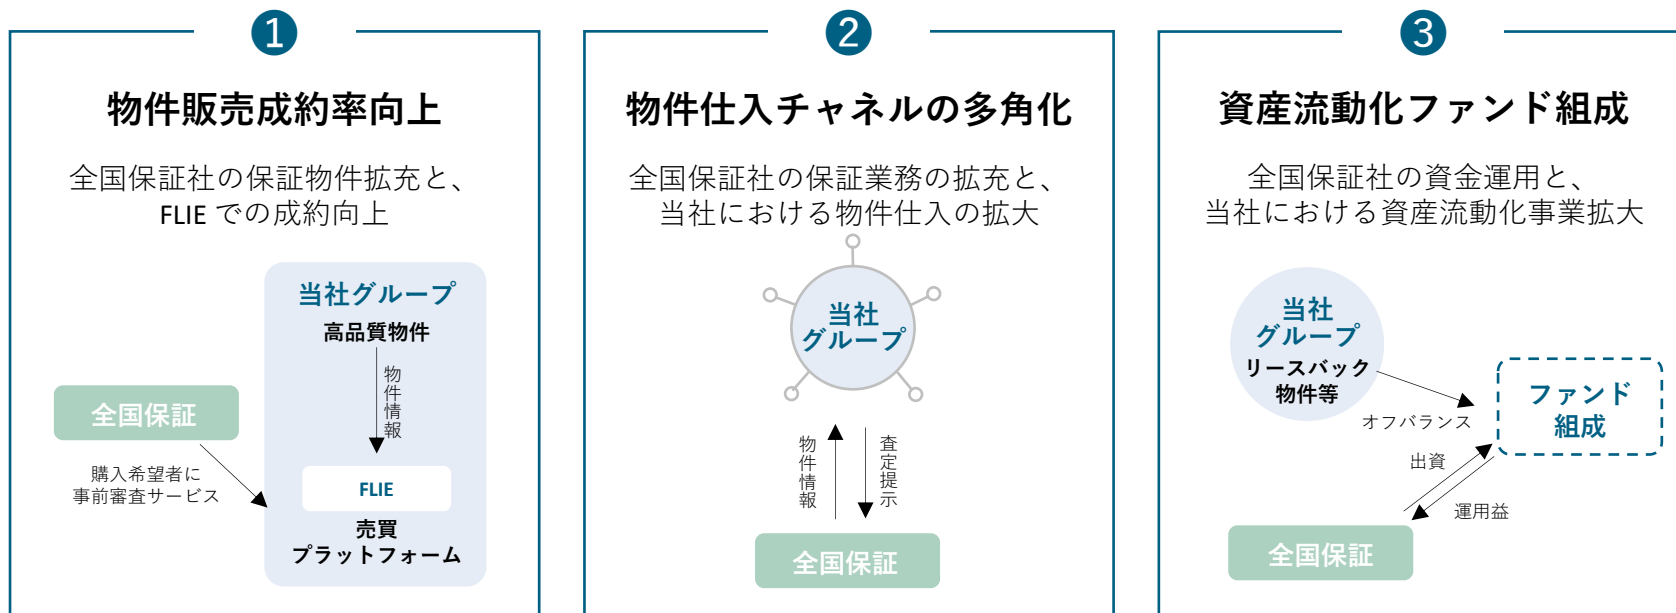 1
物件販売成約率向上
全国保証社の保証物件拡充と、
FLIE での成約向上
当社グループ
高品質物件
物件情報
全国保証
購入希望者に
事前審査サービス
FLIE
売買
プラットフォーム
2
物件仕入チャネルの多角化
全国保証社の保証業務の拡充と、
当社における物件仕入の拡大
当社
グループ
物件情報
査定提示
全国保証
3
資産流動化ファンド組成
全国保証社の資金運用と、
当社における資産流動化事業拡大
当社
グループ
リースバック
物件等
オフバランス
ファンド
組成
出資
運用益
全国保証